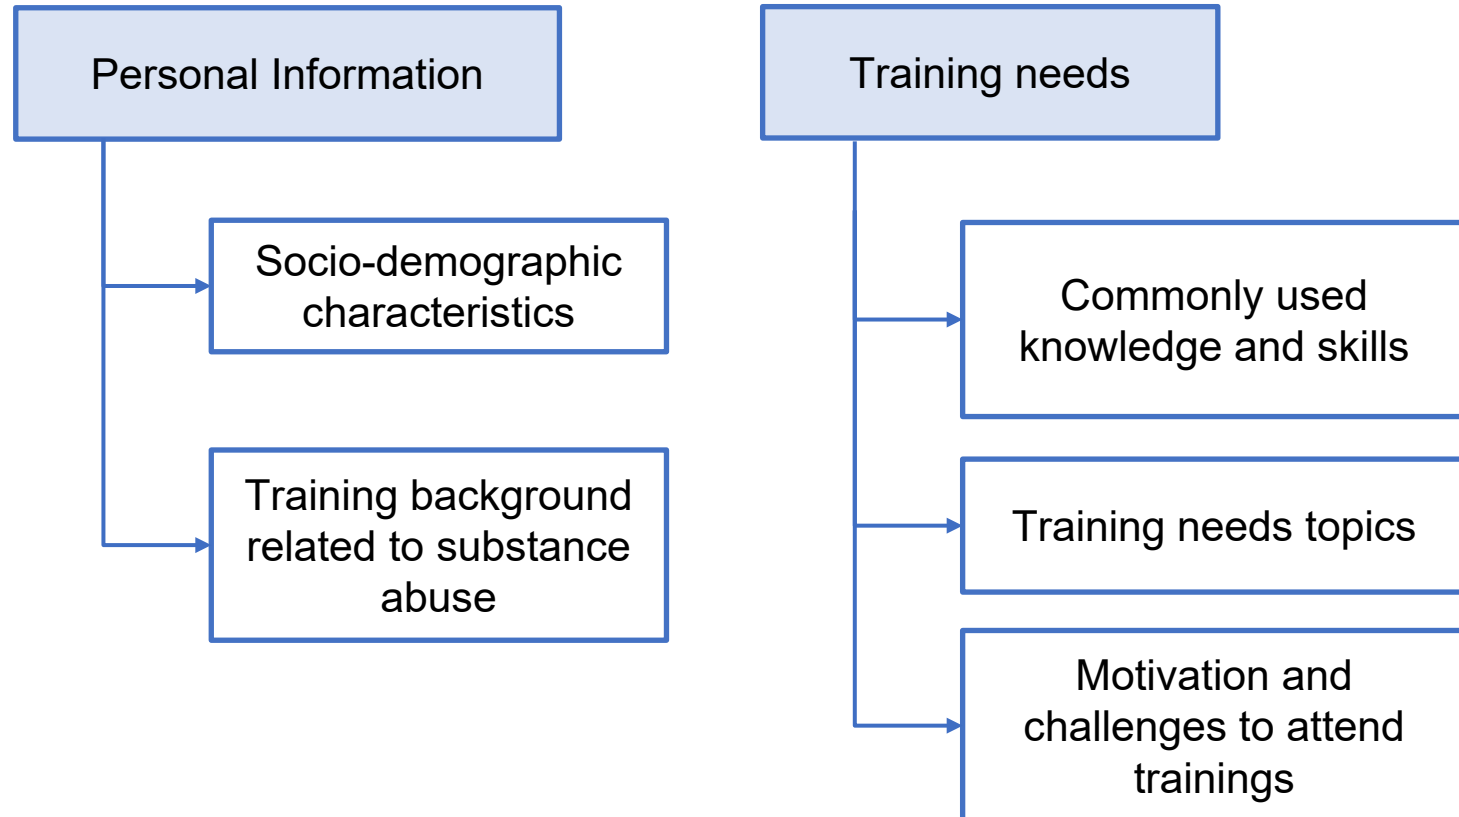 Personal Information
Socio-demographic
characteristics
Training background
related to substance
abuse
Training needs
Commonly used
knowledge and skills
Training needs topics
Motivation and
challenges to attend
trainings